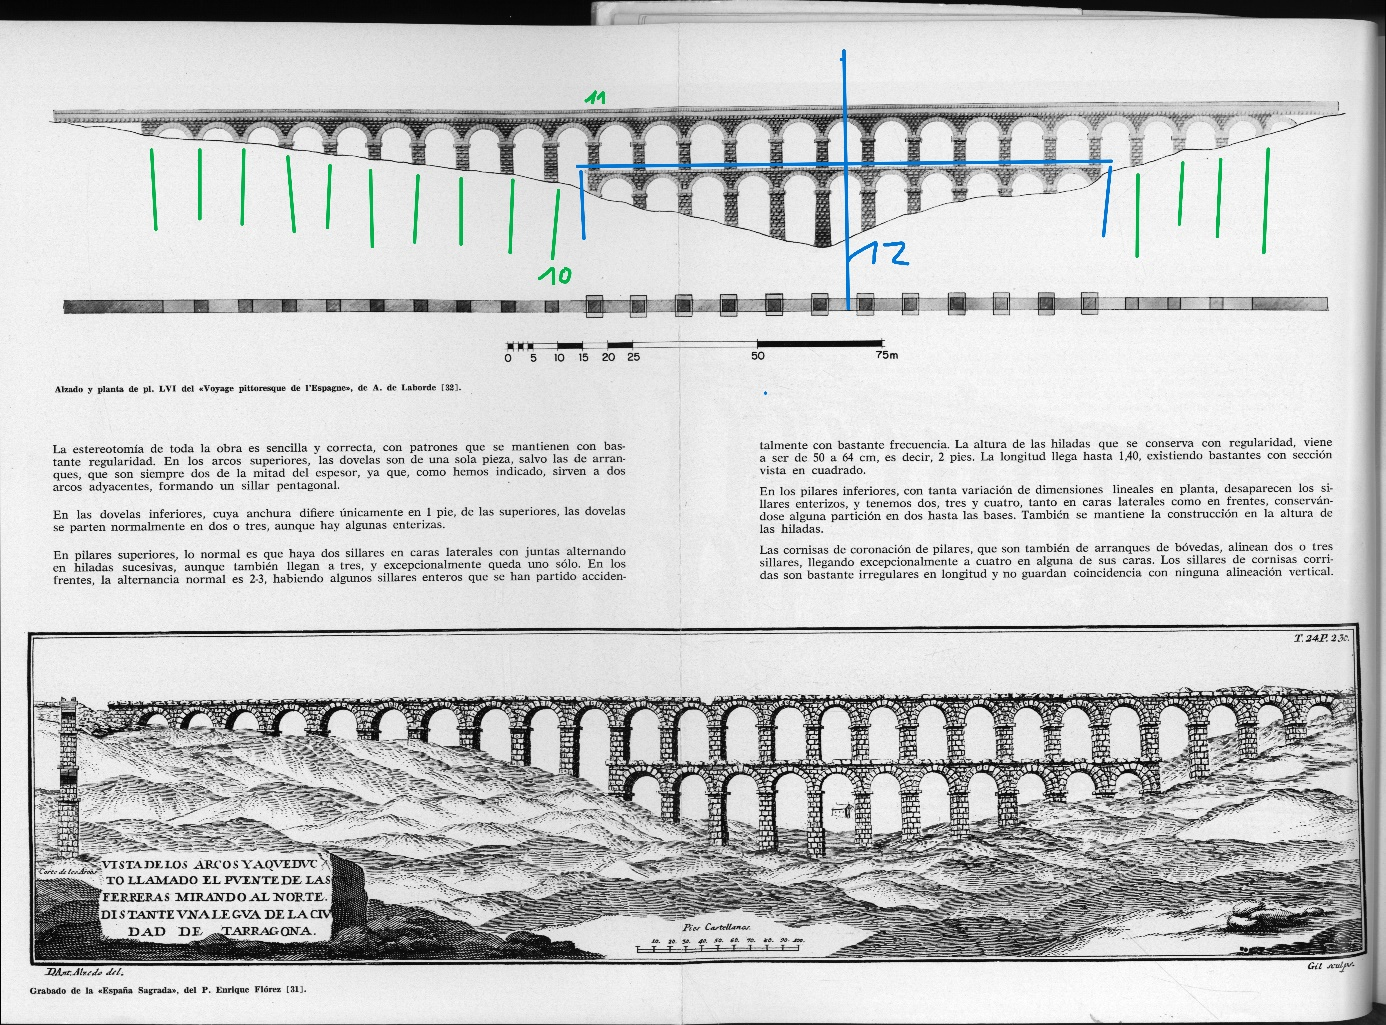 11
10
12
0 5 10 15 20 25 50 75m
Alzado y planta de pl. LVI del «Voyage pittoresque de l'Espagne», de A. de Laborde [32].
La estereotomía de toda la obra es sencilla y correcta, con patrones que se mantienen con bas-
tante regularidad. En los arcos superiores, las dovelas son de una sola pieza, salvo las de arran-
ques, que son siempre dos de la mitad del espesor, ya que, como hemos indicado, sirven a dos
arcos adyacentes, formando un sillar pentagonal.
En las dovelas inferiores, cuya anchura difiere únicamente en 1 pie, de las superiores, las dovelas
se parten normalmente en dos o tres, aunque hay algunas enterizas.
En pilares superiores, lo normal es que haya dos sillares en caras laterales con juntas alternando
en hiladas sucesivas, aunque también llegan a tres, y excepcionalmente queda uno sólo. En los
frentes, la alternancia normal es 2-3, habiendo algunos sillares enteros que se han partido acciden-
talmente con bastante frecuencia. La altura de las hiladas que se conserva con regularidad, viene
a ser de 50 a 64 cm, es decir, 2 pies. La longitud llega hasta 1,40, existiendo bastantes con sección
vista en cuadrado.
En los pilares inferiores, con tanta variación de dimensiones lineales en planta, desaparecen los si-
llares enterizos, y tenemos dos, tres y cuatro, tanto en caras laterales como en frentes, conserván-
dose alguna partición en dos hasta las bases. También se mantiene la construcción en la altura de
las hiladas.
Las cornisas de coronación de pilares, que son también de arranques de bóvedas, alinean dos o tres
sillares, llegando excepcionalmente a cuatro en alguna de sus caras. Los sillares de cornisas corri-
das son bastante irregulares en longitud y no guardan coincidencia con ninguna alineación vertical.
T. 24 P. 230.
VISTA DE LOS ARCOS Y AQVEDVC
TO LLAMADO EL PVENTE DE LAS
FERRERAS MIRANDO AL NORTE.
DISTANTE VNA LEGVA DE LA CIV
DAD DE TARRAGONA.
Pies Castellanos.
10. 20. 30. 40. 50. 60. 70. 80. 90. 100.
Gil sculps.
Grabado de la «España Sagrada», del P. Enrique Flórez [31].